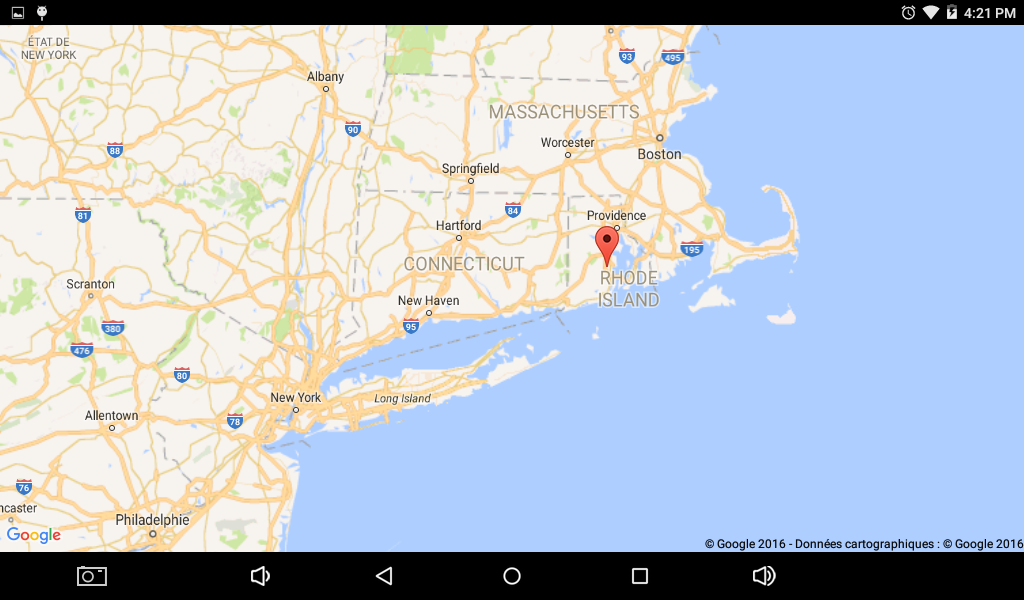 4:21 PM
ÉTAT DE
NEW YORK
93
495
Albany
MASSACHUSETTS
90
Worcester
88
Boston
Springfield
81
84
Providence
Hartford
195
CONNECTICUT
RHODE
ISLAND
Scranton
New Haven
380
95
476
80
New York
Long Island
Allentown
78
76
ncaster
Philadelphie
Google
© Google 2016 - Données cartographiques : © Google 2016